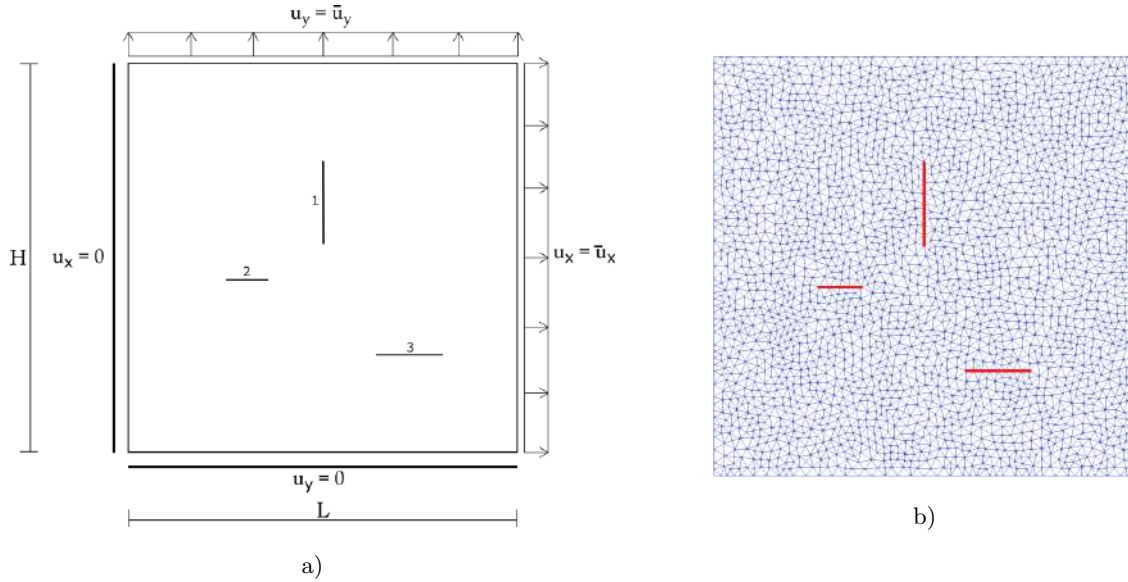 u_y = ū_y
1
H
u_x = 0
u_x = ū_x
2
3
u_y = 0
L
a)
b)